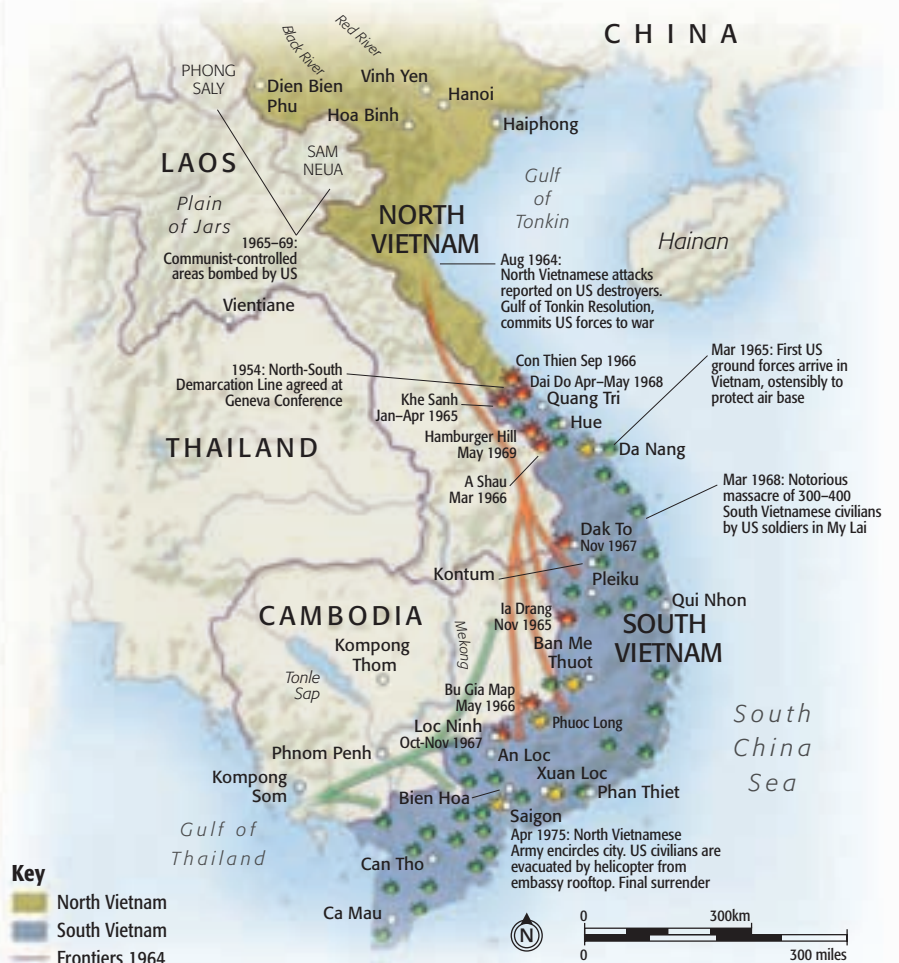 CHINA
Red River
Black River
PHONG
SALY
Dien Bien
Phu
Vinh Yen
Hanoi
Hoa Binh
Haiphong
LAOS
SAM
NEUA
Plain
of Jars
Gulf
of
Tonkin
Hainan
NORTH
VIETNAM
1965–69:
Communist-controlled
areas bombed by US
Aug 1964:
North Vietnamese attacks
reported on US destroyers.
Gulf of Tonkin Resolution,
commits US forces to war
Vientiane
Con Thien Sep 1966
Mar 1965: First US
ground forces arrive in
Vietnam, ostensibly to
protect air base
1954: North-South
Demarcation Line agreed at
Geneva Conference
Dai Do Apr–May 1968
Khe Sanh
Jan–Apr 1965
Quang Tri
Hue
THAILAND
Hamburger Hill
May 1969
Da Nang
A Shau
Mar 1966
Mar 1968: Notorious
massacre of 300–400
South Vietnamese civilians
by US soldiers in My Lai
Dak To
Nov 1967
Kontum
Pleiku
CAMBODIA
Ia Drang
Nov 1965
Qui Nhon
SOUTH
VIETNAM
Mekong
Kompong
Thom
Ban Me
Thuot
Tonle
Sap
Bu Gia Map
May 1966
Phuoc Long
South
China
Sea
Loc Ninh
Oct-Nov 1967
Phnom Penh
An Loc
Kompong
Som
Xuan Loc
Bien Hoa
Phan Thiet
Saigon
Gulf of
Thailand
Apr 1975: North Vietnamese
Army encircles city. US civilians are
evacuated by helicopter from
embassy rooftop. Final surrender
Can Tho
Ca Mau
Key
North Vietnam
South Vietnam
Frontiers 1964
N
0 300km
0 300 miles